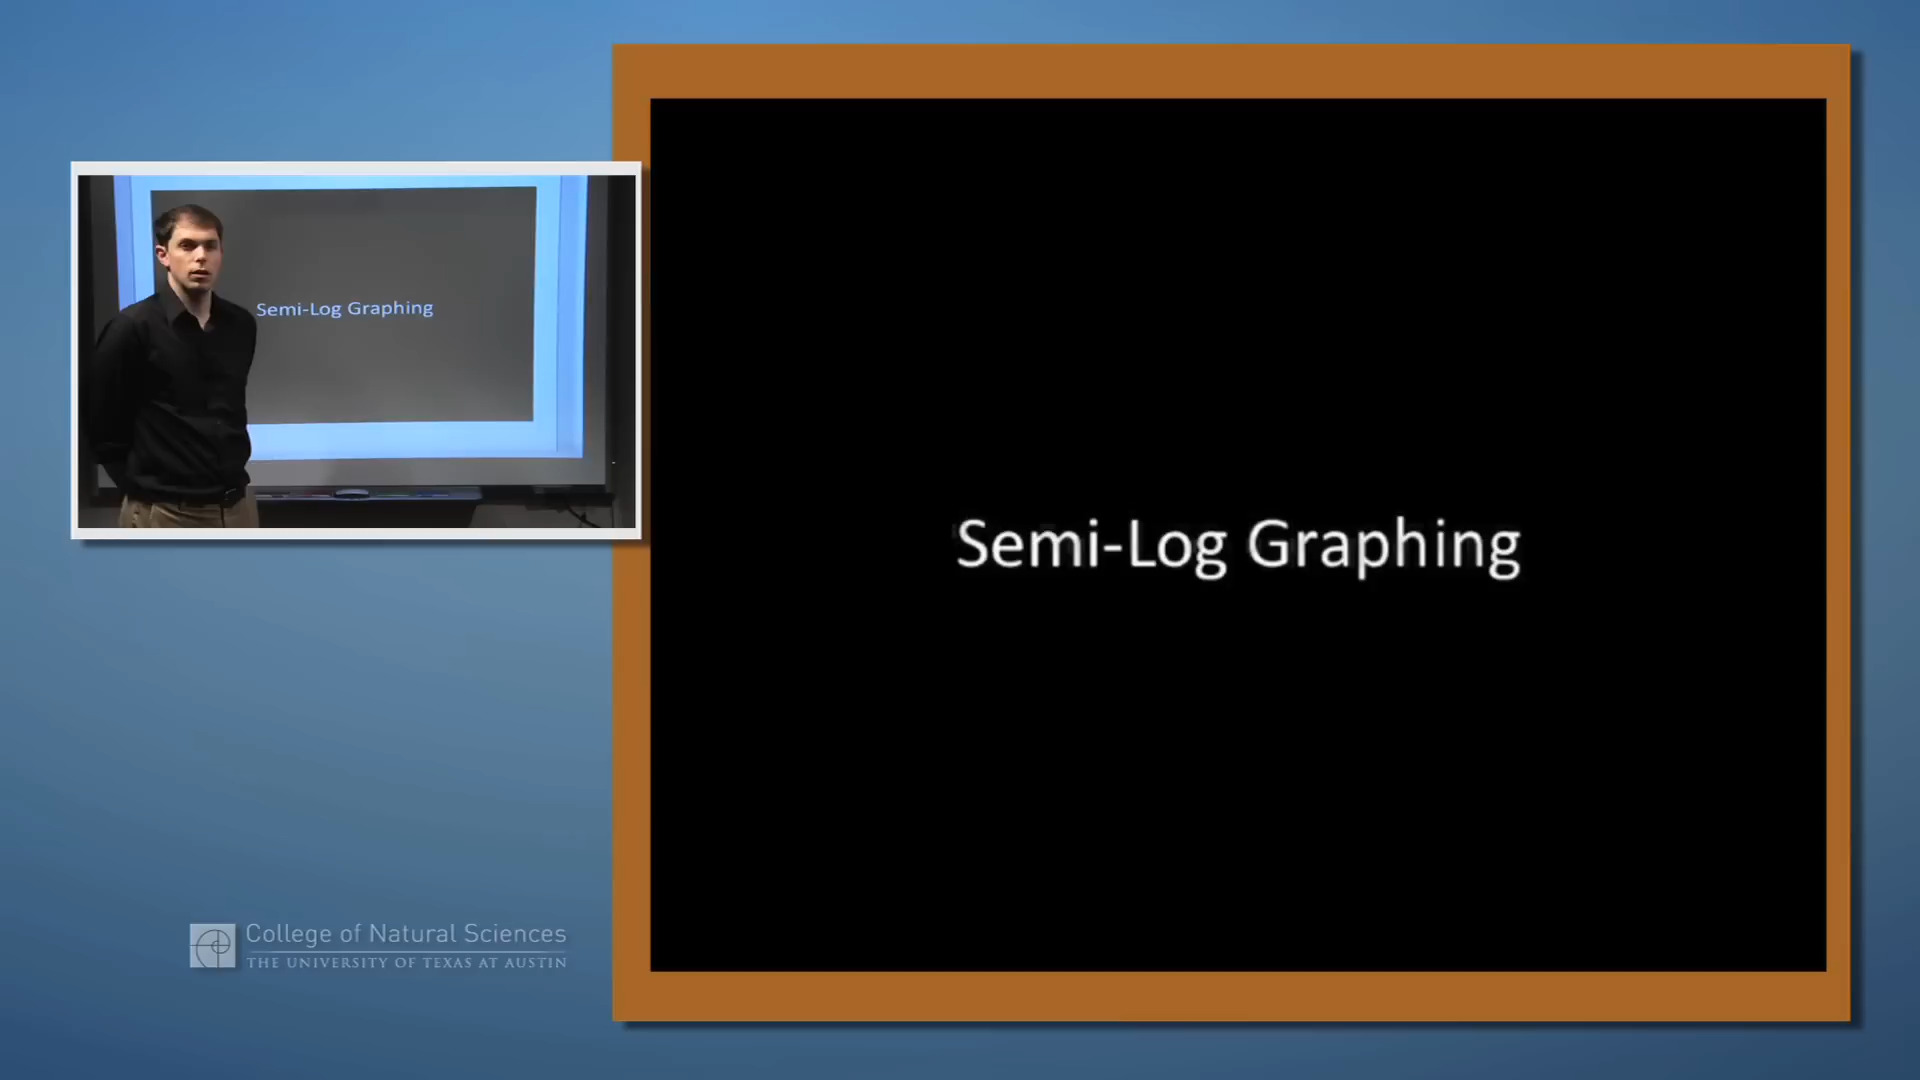 Semi-Log Graphing
Semi-Log Graphing
College of Natural Sciences
THE UNIVERSITY OF TEXAS AT AUSTIN